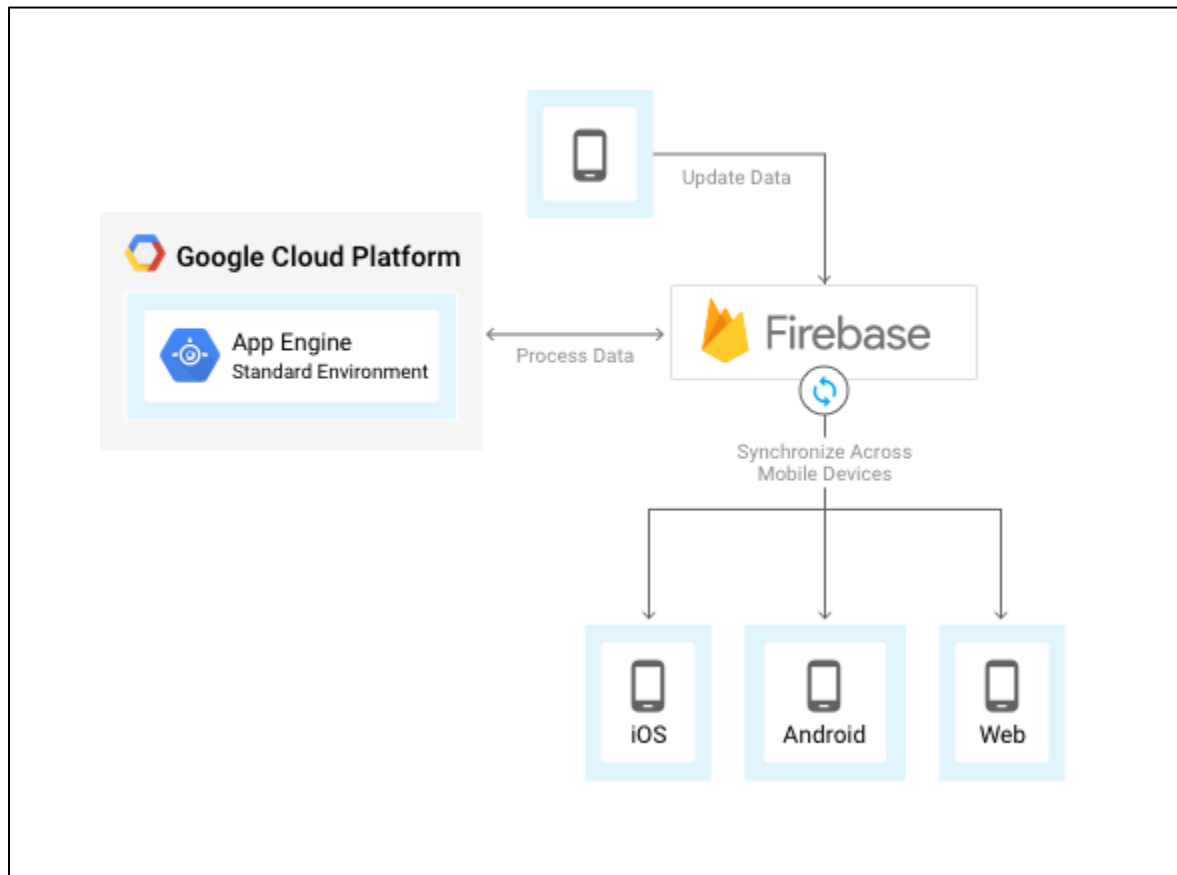 Update Data
Google Cloud Platform
App Engine
Standard Environment
Process Data
Firebase
Synchronize Across
Mobile Devices
iOS
Android
Web